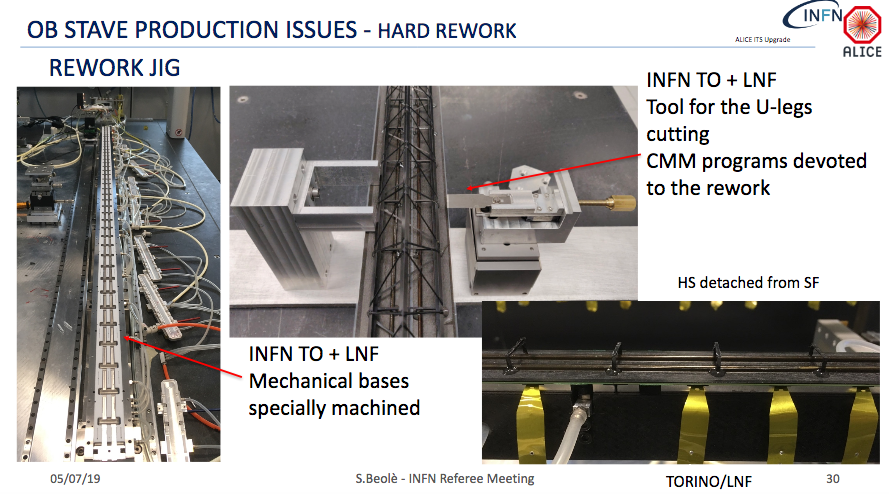 OB STAVE PRODUCTION ISSUES - HARD REWORK
INFN
ALICE ITS Upgrade
ALICE
REWORK JIG
INFN TO + LNF
Tool for the U-legs
cutting
CMM programs devoted
to the rework
HS detached from SF
INFN TO + LNF
Mechanical bases
specially machined
05/07/19
S.Beolè - INFN Referee Meeting
TORINO/LNF
30